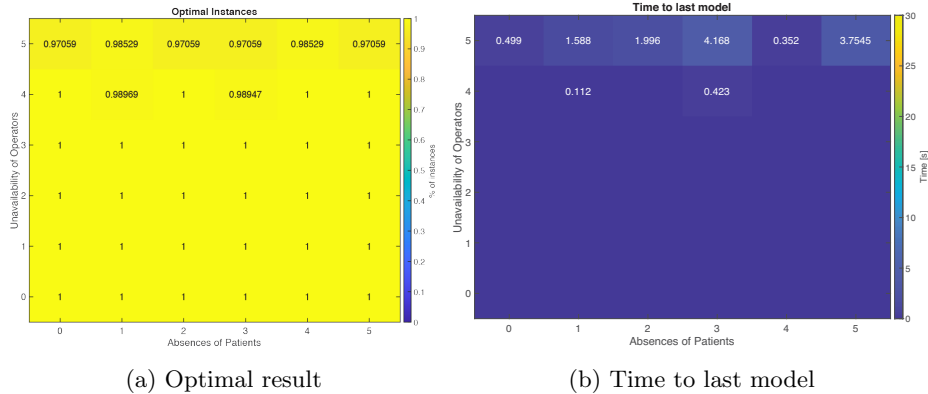 Optimal Instances
5 0.97059 0.98529 0.97059 0.97059 0.98529 0.97059
4 1 0.98969 1 0.98947 1 1
3 1 1 1 1 1 1
2 1 1 1 1 1 1
1 1 1 1 1 1 1
0 1 1 1 1 1 1
0 1 2 3 4 5
Absences of Patients
Unavailability of Operators
1
0.9
0.8
0.7
0.6
0.5
0.4
0.3
0.2
0.1
0
% of instances
(a) Optimal result
Time to last model
5 0.499 1.588 1.996 4.168 0.352 3.7545
4 0.112 0.423
3
2
1
0
0 1 2 3 4 5
Absences of Patients
Unavailability of Operators
30
25
20
15
10
5
0
Time [s]
(b) Time to last model